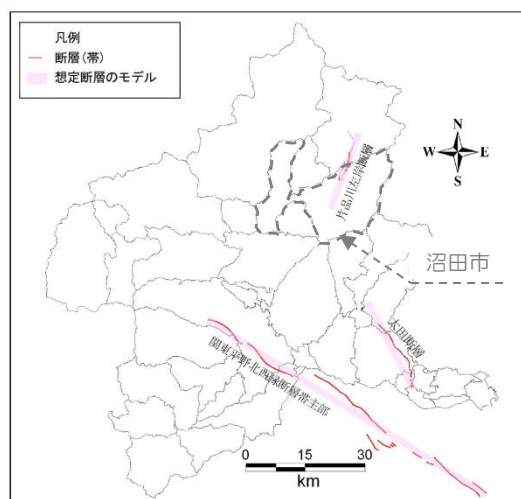 凡例
断層(帯)
想定断層のモデル
N
W E
S
片品川左岸断層
沼田市
太田断層
関東平野北西縁断層帯主部
0 15 30
km